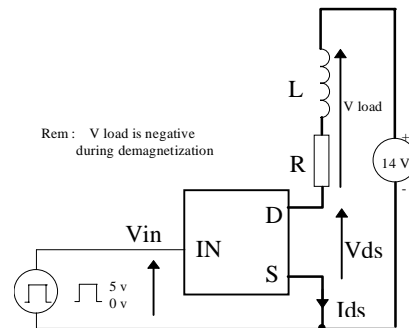 L
V load
Rem : V load is negative
during demagnetization
R
+
14 V
-
D
Vin
IN
Vds
S
5 v
0 v
Ids